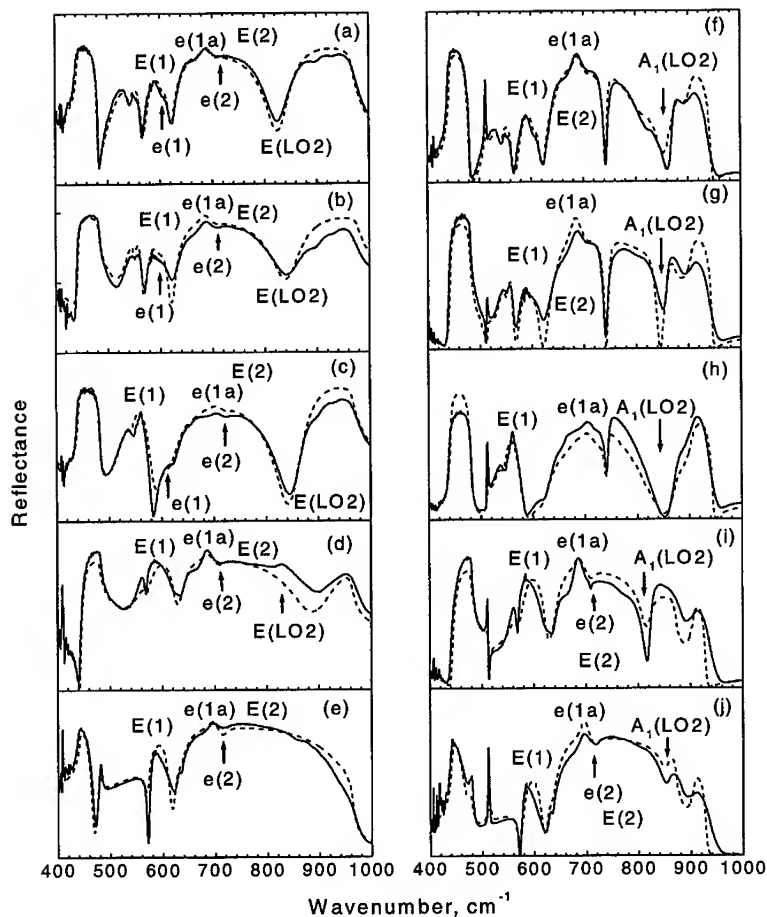 (a)
e(1a)
E(2)
E(1)
e(2)
e(1)
E(LO2)
(b)
e(1a)
E(2)
E(1)
e(2)
e(1)
E(LO2)
(c)
E(2)
E(1)
e(1a)
e(2)
e(1)
E(LO2)
(d)
e(1a)
E(1)
E(2)
e(2)
E(LO2)
(e)
e(1a)
E(2)
E(1)
e(2)
400 500 600 700 800 900 1000
(f)
e(1a)
A₁(LO2)
E(1)
E(2)
(g)
e(1a)
A₁(LO2)
E(1)
E(2)
(h)
e(1a)
A₁(LO2)
E(1)
(i)
e(1a)
A₁(LO2)
E(1)
e(2)
E(2)
(j)
e(1a)
A₁(LO2)
E(1)
e(2)
E(2)
400 500 600 700 800 900 1000
Reflectance
Wavenumber, cm⁻¹